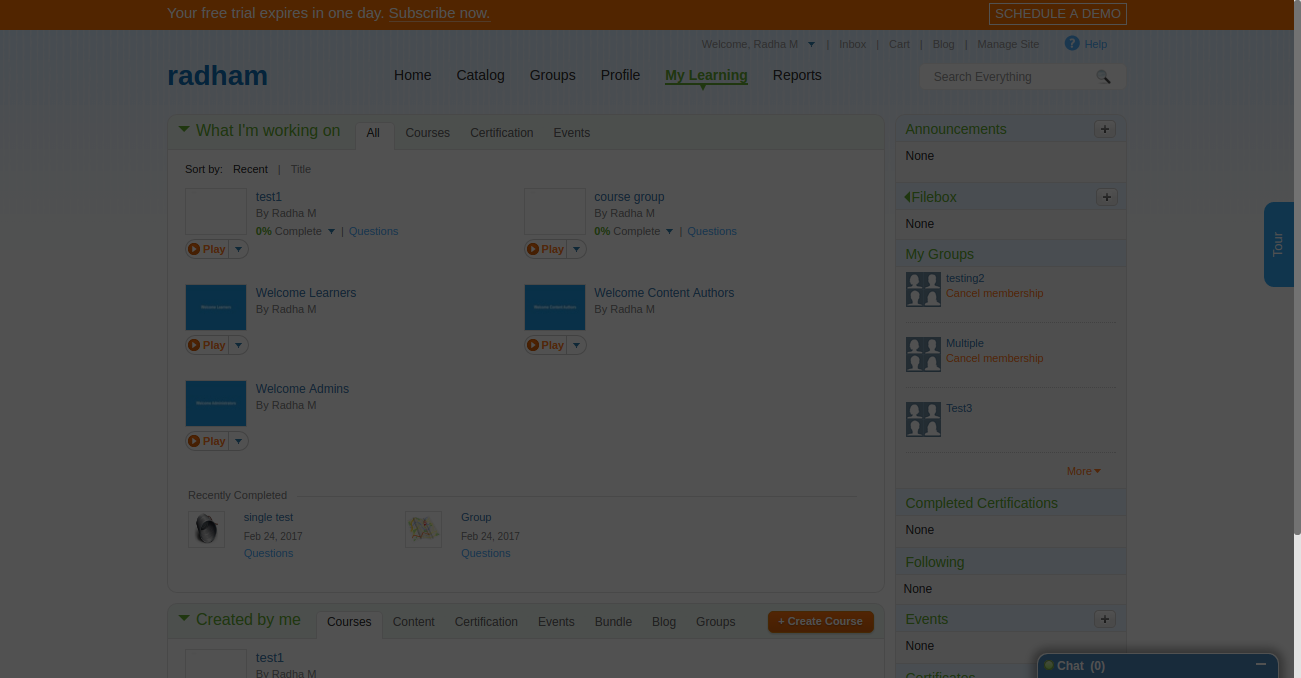 Your free trial expires in one day. Subscribe now.
SCHEDULE A DEMO
Welcome, Radha M | Inbox | Cart | Blog | Manage Site ? Help
radham
Home Catalog Groups Profile My Learning Reports
Search Everything
What I'm working on
All Courses Certification Events
Sort by: Recent | Title
test1
By Radha M
0% Complete | Questions
Play
course group
By Radha M
0% Complete | Questions
Play
Welcome Learners
By Radha M
Play
Welcome Content Authors
By Radha M
Play
Welcome Admins
By Radha M
Play
Recently Completed
single test
Feb 24, 2017
Questions
Group
Feb 24, 2017
Questions
Created by me
Courses Content Certification Events Bundle Blog Groups
+ Create Course
test1
By Radha M
Announcements
+
None
Filebox
+
None
My Groups
testing2
Cancel membership
Multiple
Cancel membership
Test3
More
Completed Certifications
None
Following
None
Events
+
None
Certificates
Tour
Chat (0)